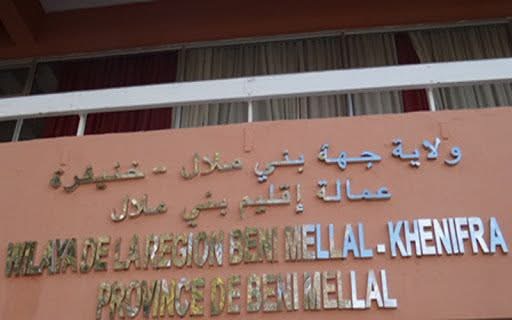 ولاية جهة بني ملال - خنيفرة
عمالة إقليم بني ملال
WILAYA DE LA REGION BENI MELLAL - KHENIFRA
PROVINCE DE BENI MELLAL